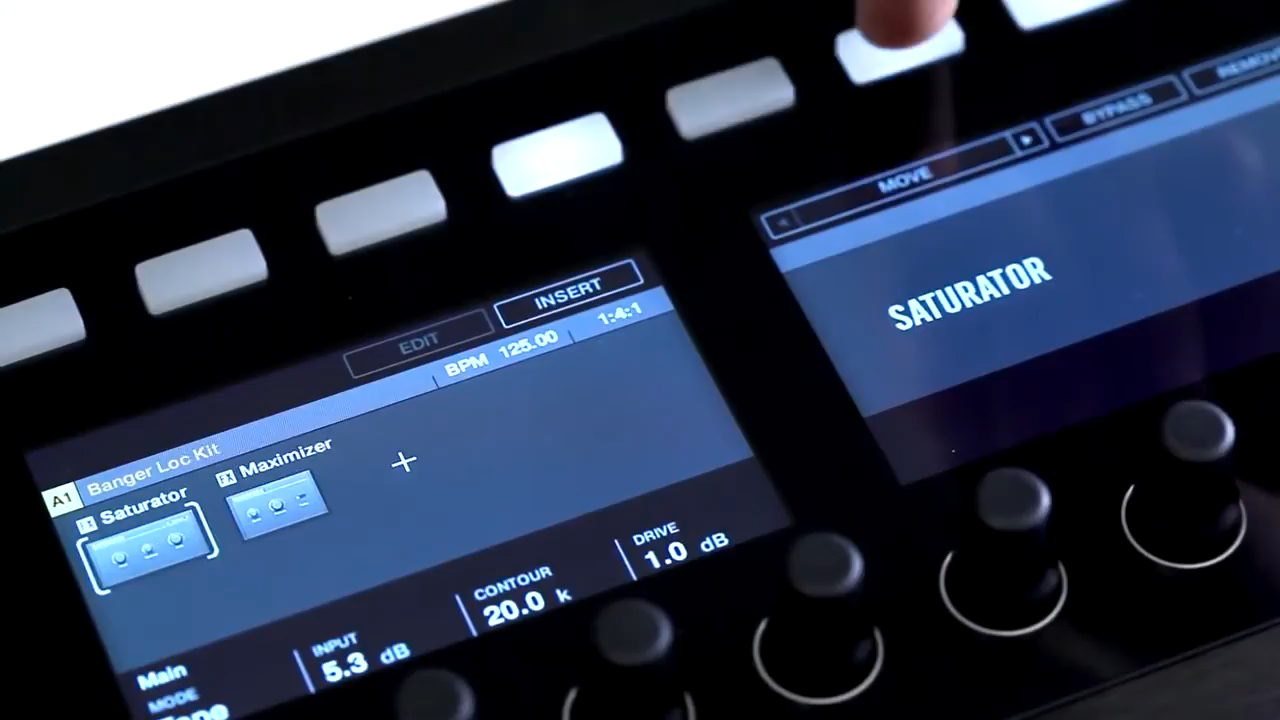 EDIT
INSERT
BPM 125.00
1:4:1
A1 Banger Loc Kit
Saturator
FX Maximizer
Main
MODE
INPUT
5.3 dB
CONTOUR
20.0 k
DRIVE
1.0 dB
MOVE
BYPASS
SATURATOR